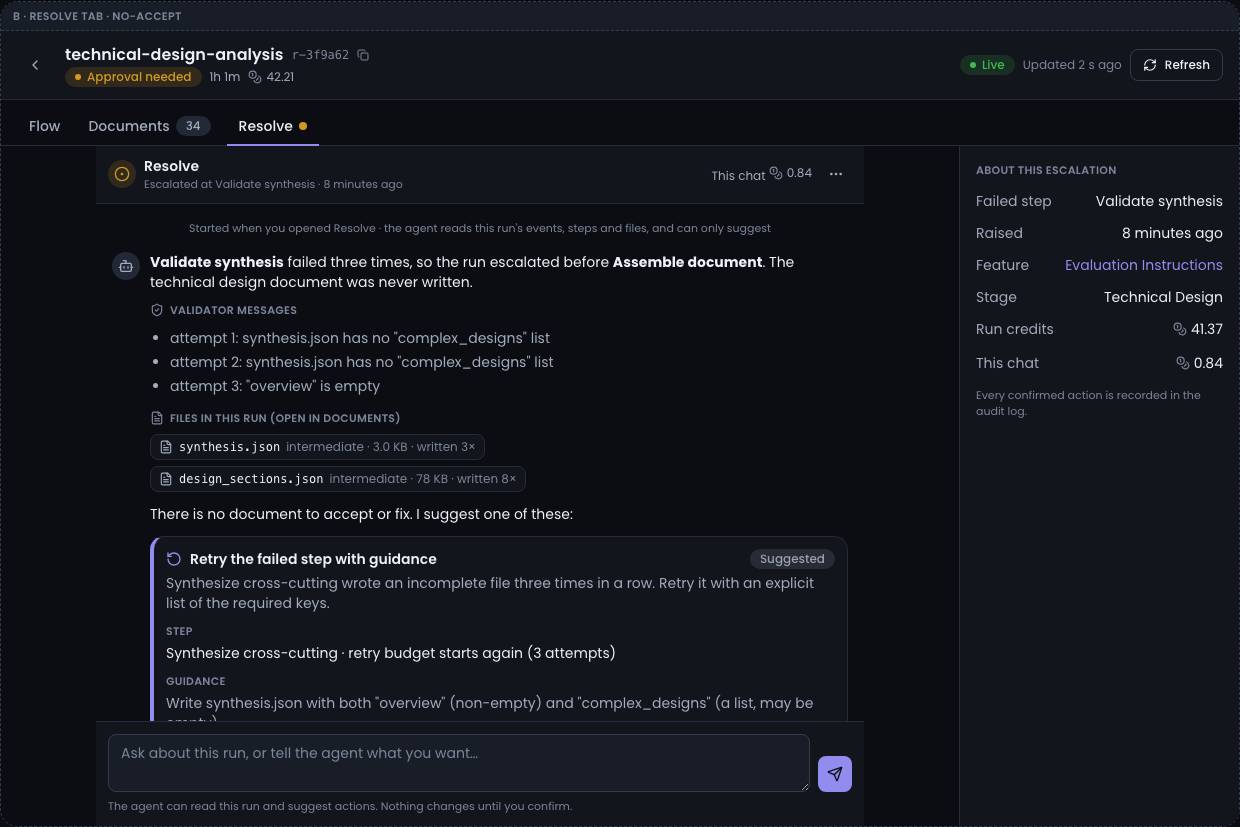 B · RESOLVE TAB · NO-ACCEPT
technical-design-analysis r-3f9a62
Approval needed 1h 1m 42.21
Live Updated 2 s ago Refresh
Flow Documents 34 Resolve
Resolve
Escalated at Validate synthesis · 8 minutes ago
This chat 0.84
Started when you opened Resolve · the agent reads this run's events, steps and files, and can only suggest
Validate synthesis failed three times, so the run escalated before Assemble document. The
technical design document was never written.
VALIDATOR MESSAGES
• attempt 1: synthesis.json has no "complex_designs" list
• attempt 2: synthesis.json has no "complex_designs" list
• attempt 3: "overview" is empty
FILES IN THIS RUN (OPEN IN DOCUMENTS)
synthesis.json intermediate · 3.0 KB · written 3×
design_sections.json intermediate · 78 KB · written 8×
There is no document to accept or fix. I suggest one of these:
Retry the failed step with guidance Suggested
Synthesize cross-cutting wrote an incomplete file three times in a row. Retry it with an explicit
list of the required keys.
STEP
Synthesize cross-cutting · retry budget starts again (3 attempts)
GUIDANCE
Write synthesis.json with both "overview" (non-empty) and "complex_designs" (a list, may be
Ask about this run, or tell the agent what you want…
The agent can read this run and suggest actions. Nothing changes until you confirm.
ABOUT THIS ESCALATION
Failed step Validate synthesis
Raised 8 minutes ago
Feature Evaluation Instructions
Stage Technical Design
Run credits 41.37
This chat 0.84
Every confirmed action is recorded in the
audit log.